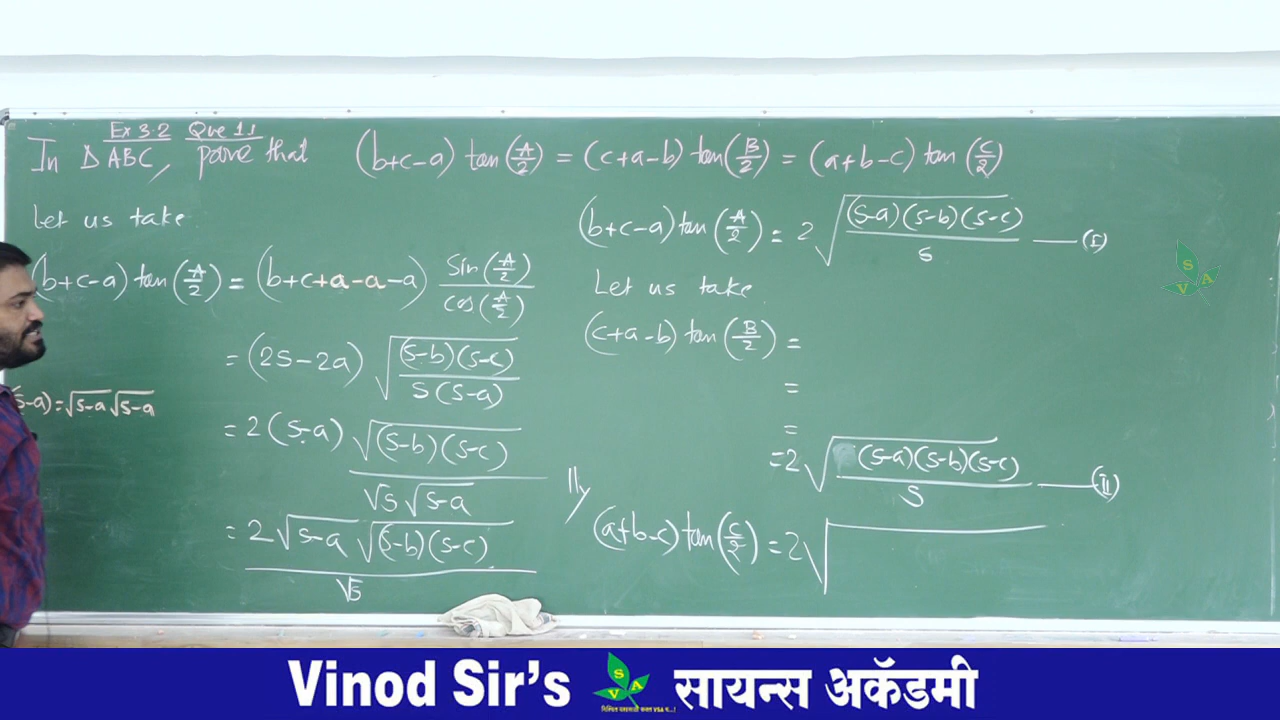 Ex 3.2 Que 11
In Δ ABC, prove that (b+c-a) tan(A/2) = (c+a-b) tan(B/2) = (a+b-c) tan(C/2)
Let us take
(b+c-a) tan(A/2) = (b+c+a-a-a) Sin(A/2)/cos(A/2)
= (2s-2a) √((s-b)(s-c)/s(s-a))
s-a) = √s-a √s-a
= 2(s-a) √(s-b)(s-c)/√s √s-a
= 2√s-a √(s-b)(s-c)/√s
(b+c-a) tan(A/2) = 2√((s-a)(s-b)(s-c)/s) —(I)
Let us take
(c+a-b) tan(B/2) =
=
=
=2√((s-a)(s-b)(s-c)/s) —(II)
lly
(a+b-c) tan(C/2) = 2√
S
V A
Vinod Sir's S V A सायन्स अकॅडमी